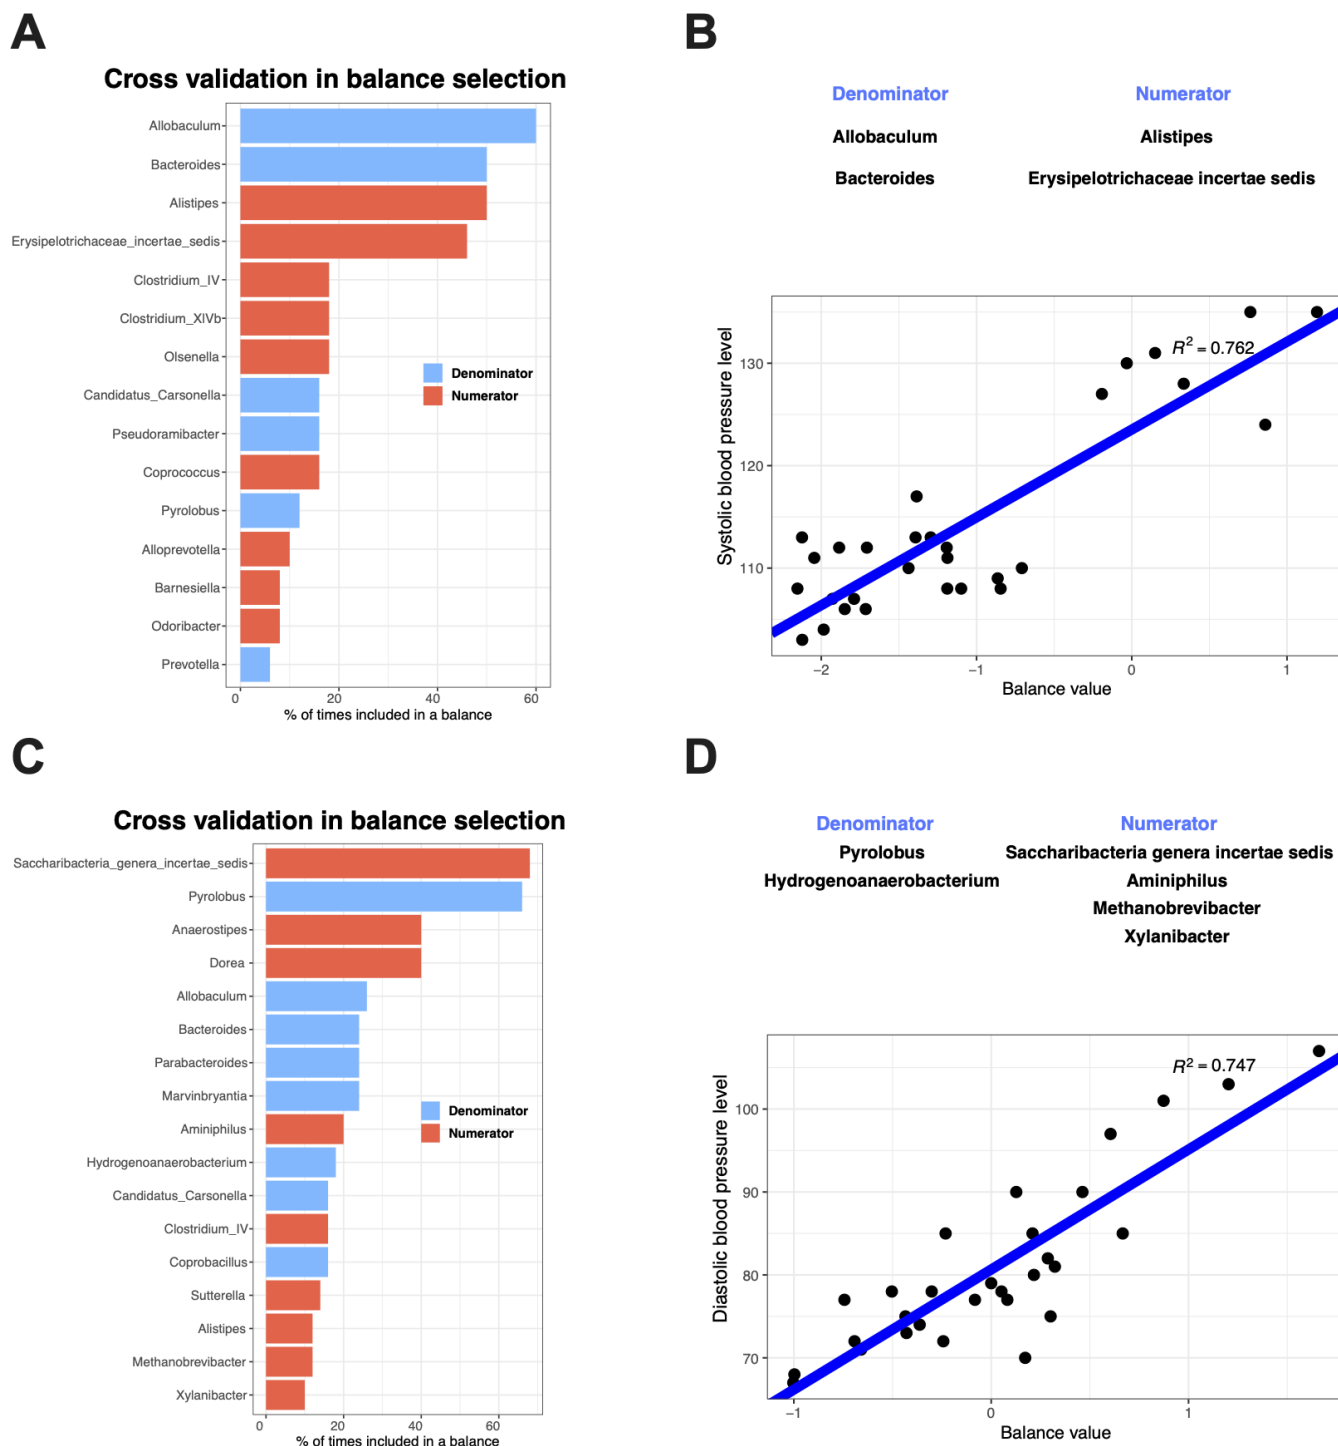 A
Cross validation in balance selection
Allobaculum
Bacteroides
Alistipes
Erysipelotrichaceae_incertae_sedis
Clostridium_IV
Clostridium_XIVb
Olsenella
Candidatus_Carsonella
Pseudoramibacter
Coprococcus
Pyrolobus
Alloprevotella
Barnesiella
Odoribacter
Prevotella
Denominator
Numerator
0 20 40 60
% of times included in a balance
B
Denominator Numerator
Allobaculum Alistipes
Bacteroides Erysipelotrichaceae incertae sedis
Systolic blood pressure level
130
120
110
R² = 0.762
−2 −1 0 1
Balance value
C
Cross validation in balance selection
Saccharibacteria_genera_incertae_sedis
Pyrolobus
Anaerostipes
Dorea
Allobaculum
Bacteroides
Parabacteroides
Marvinbryantia
Aminiphilus
Hydrogenoanaerobacterium
Candidatus_Carsonella
Clostridium_IV
Coprobacillus
Sutterella
Alistipes
Methanobrevibacter
Xylanibacter
Denominator
Numerator
0 20 40 60
% of times included in a balance
D
Denominator Numerator
Pyrolobus Saccharibacteria genera incertae sedis
Hydrogenoanaerobacterium Aminiphilus
Methanobrevibacter
Xylanibacter
Diastolic blood pressure level
100
90
80
70
R² = 0.747
−1 0 1
Balance value